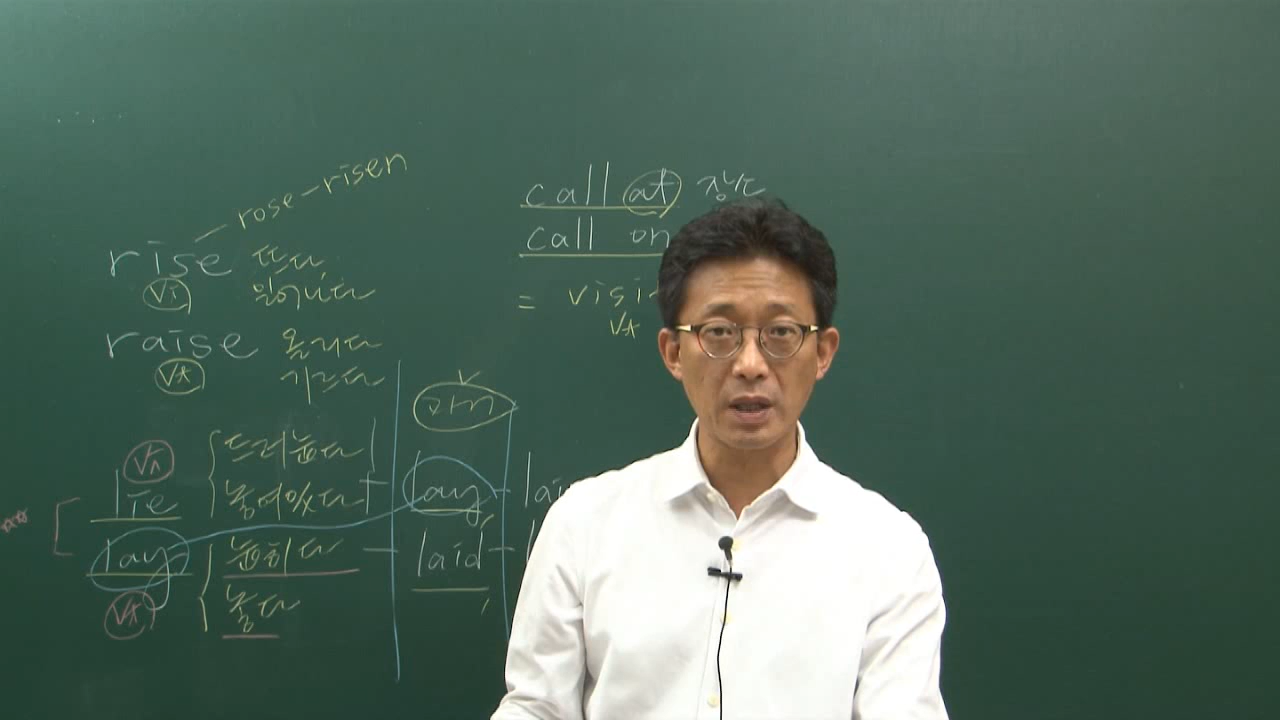 rise - rose - risen
뜨다,
vi 일어나다
raise 올리다
vt 기르다
call at 장소
call on
= visi
vt
과거
vi 드러눕다
lie 놓여있다 - lay - lai
lay 눕히다 - laid -
vt 놓다